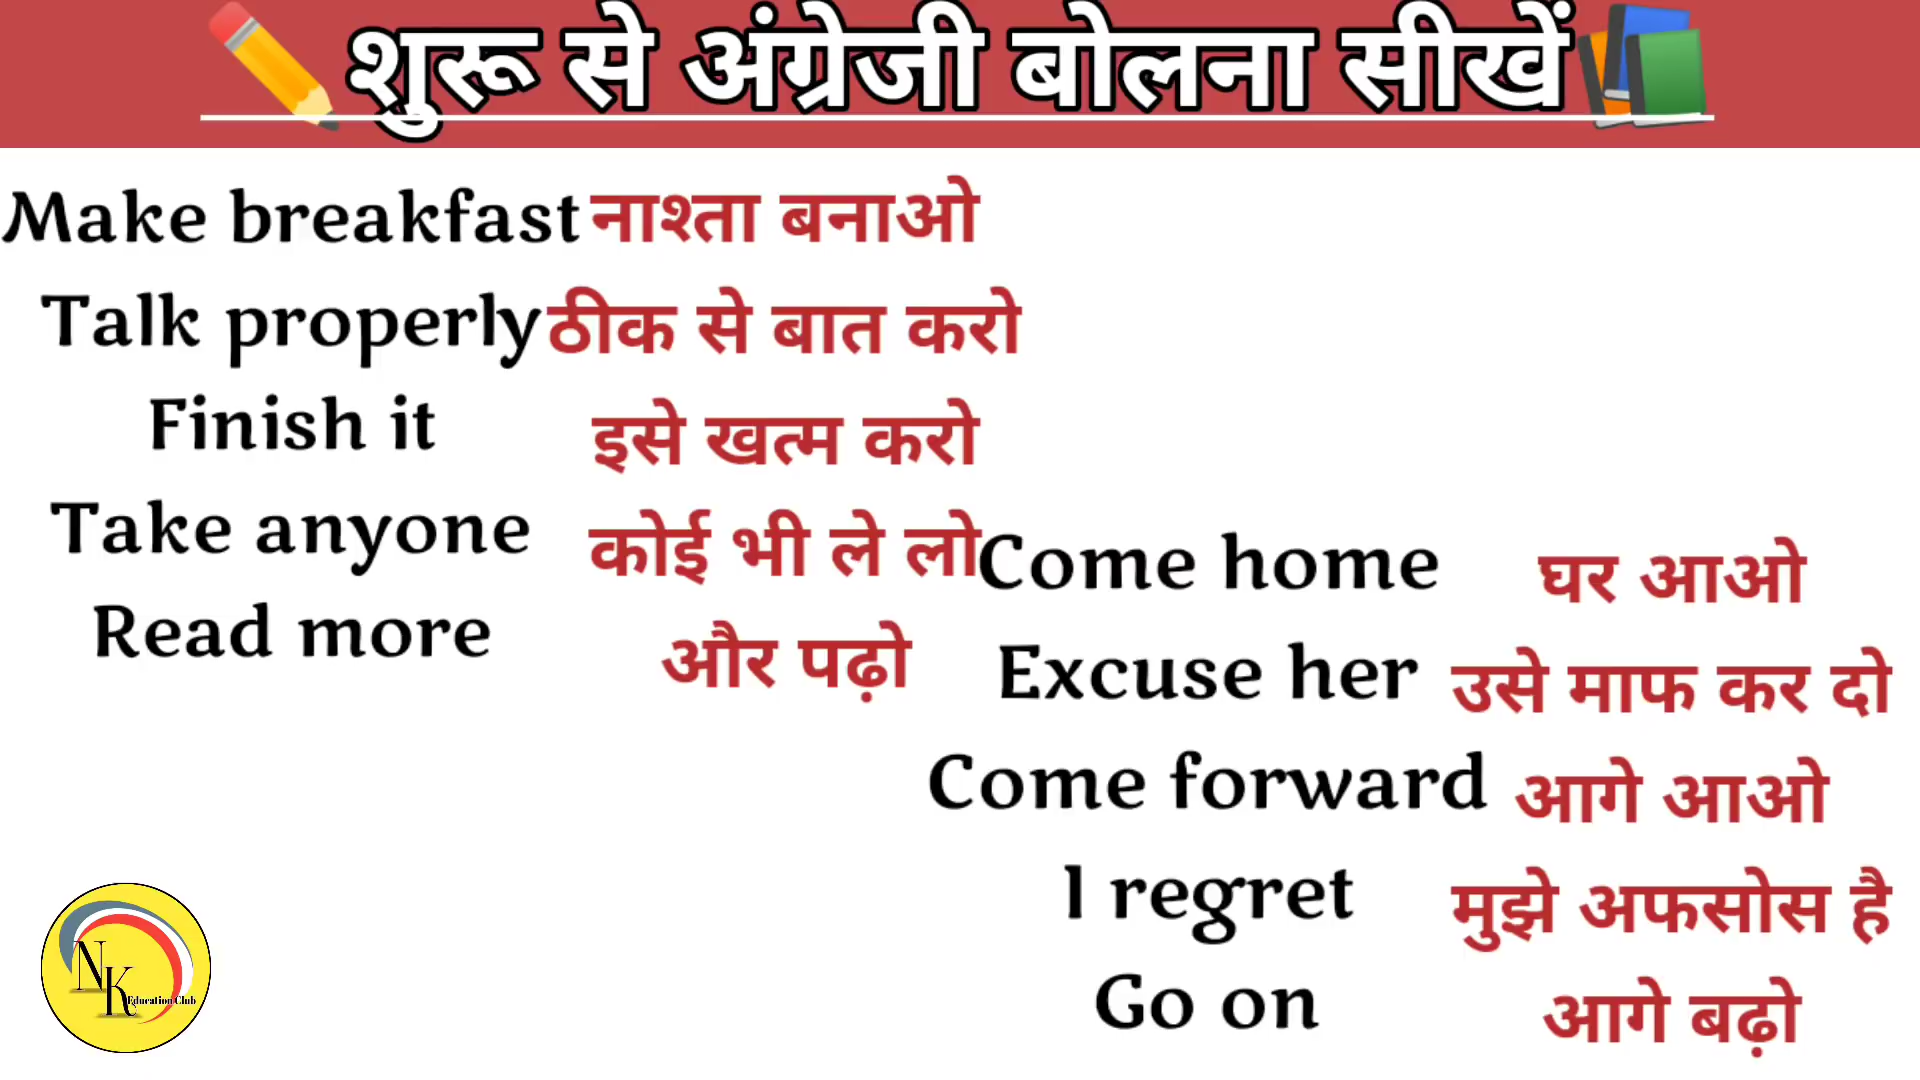 शुरू से अंग्रेजी बोलना सीखें
Make breakfast नाश्ता बनाओ
Talk properly ठीक से बात करो
Finish it इसे खत्म करो
Take anyone कोई भी ले लो
Read more और पढ़ो
Come home घर आओ
Excuse her उसे माफ कर दो
Come forward आगे आओ
I regret मुझे अफसोस है
Go on आगे बढ़ो
NK Education Club